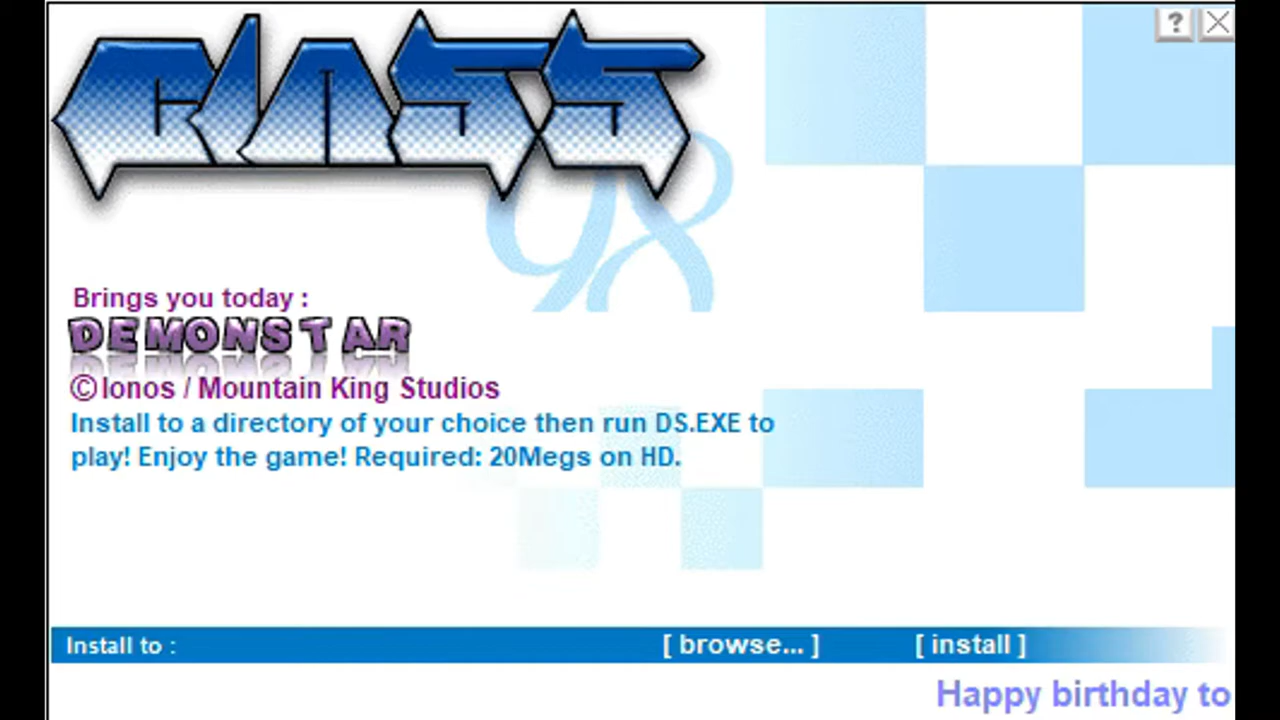 CLASS
98
?
Brings you today :
DEMONSTAR
©Ionos / Mountain King Studios
Install to a directory of your choice then run DS.EXE to
play! Enjoy the game! Required: 20Megs on HD.
Install to :
[ browse... ]
[ install ]
Happy birthday to